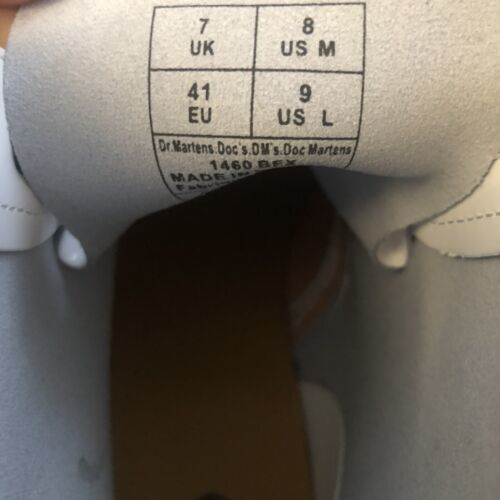 7 UK
8 US M
41 EU
9 US L
Dr.Martens.Doc's.DM's.Doc Martens
1460 BEX
MADE IN